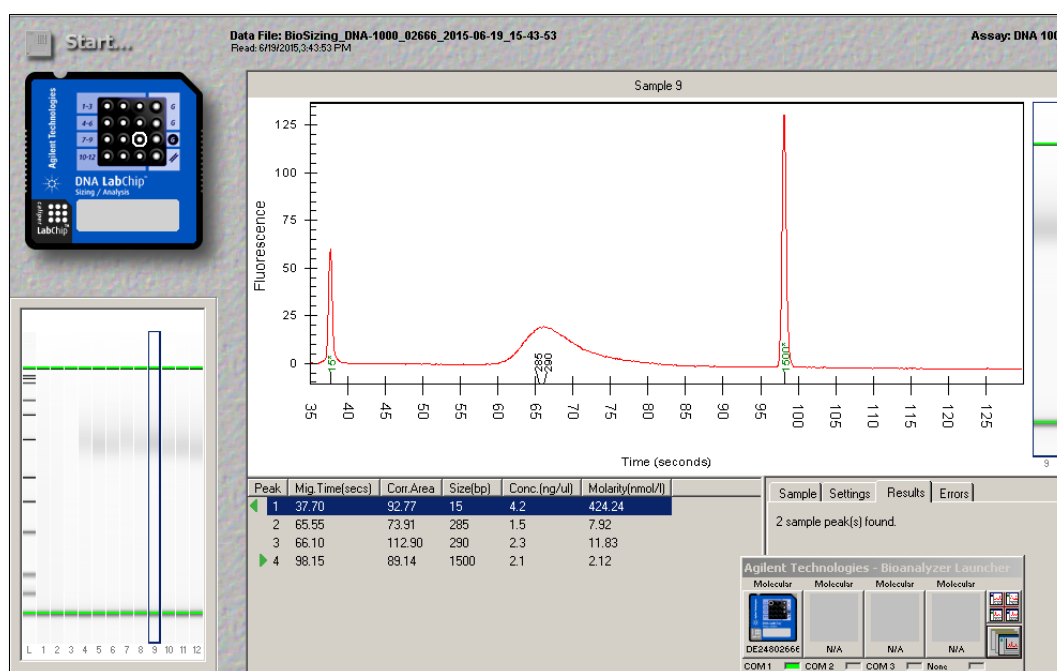 Start...
Data File: BioSizing_DNA-1000_02666_2015-06-19_15-43-53
Assay: DNA 100
Read: 6/19/2015,3:43:53 PM
Agilent Technologies
1-3
G
4-6
G
7-9
G
10-12
DNA LabChip
Sizing / Analysis
caliper
LabChip
Sample 9
Fluorescence
125
100
75
50
25
0
15*
285
290
1500*
35 40 45 50 55 60 65 70 75 80 85 90 95 100 105 110 115 120 125
Time (seconds)
9
L 1 2 3 4 5 6 7 8 9 10 11 12
Peak Mig.Time(secs) Corr.Area Size(bp) Conc.(ng/ul) Molarity(nmol/l)
1 37.70 92.77 15 4.2 424.24
2 65.55 73.91 285 1.5 7.92
3 66.10 112.90 290 2.3 11.83
4 98.15 89.14 1500 2.1 2.12
Sample Settings Results Errors
2 sample peak(s) found.
Agilent Technologies - Bioanalyzer Launcher
Molecular Molecular Molecular Molecular
DE24802666 N/A N/A N/A
COM 1 COM 2 COM 3 None